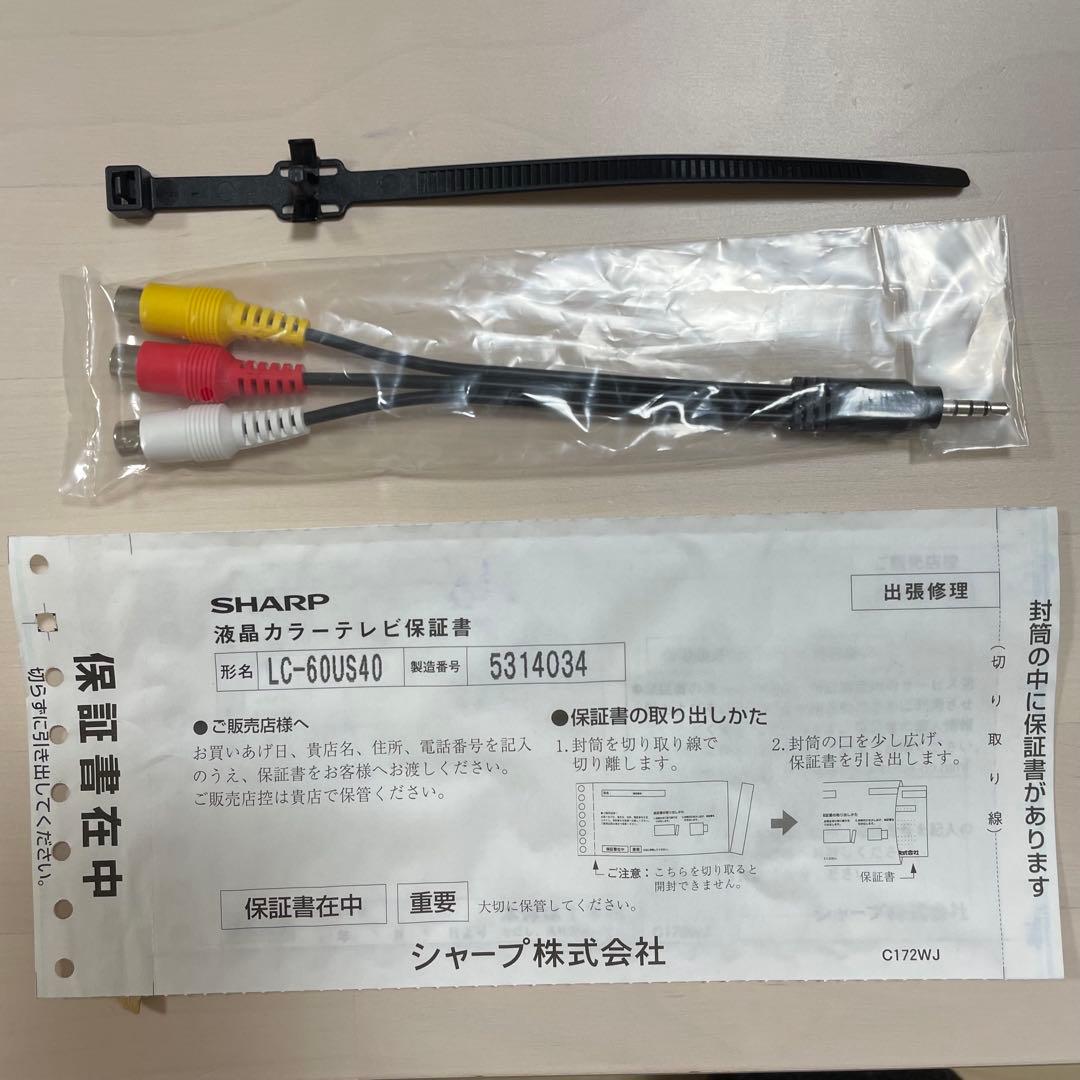 SHARP
液晶カラーテレビ保証書
形名 LC-60US40 製造番号 5314034
出張修理
●ご販売店様へ
お買いあげ日、貴店名、住所、電話番号を記入
のうえ、保証書をお客様へお渡しください。
ご販売店控は貴店で保管ください。
●保証書の取り出しかた
1.封筒を切り取り線で
切り離します。
2.封筒の口を少し広げ、
保証書を引き出します。
ご注意：こちらを切り取ると
開封できません。
保証書
保証書在中 重要 大切に保管してください。
シャープ株式会社
C172WJ
保証書在中
切らずに引き出してください。
(切り取り線)
封筒の中に保証書があります